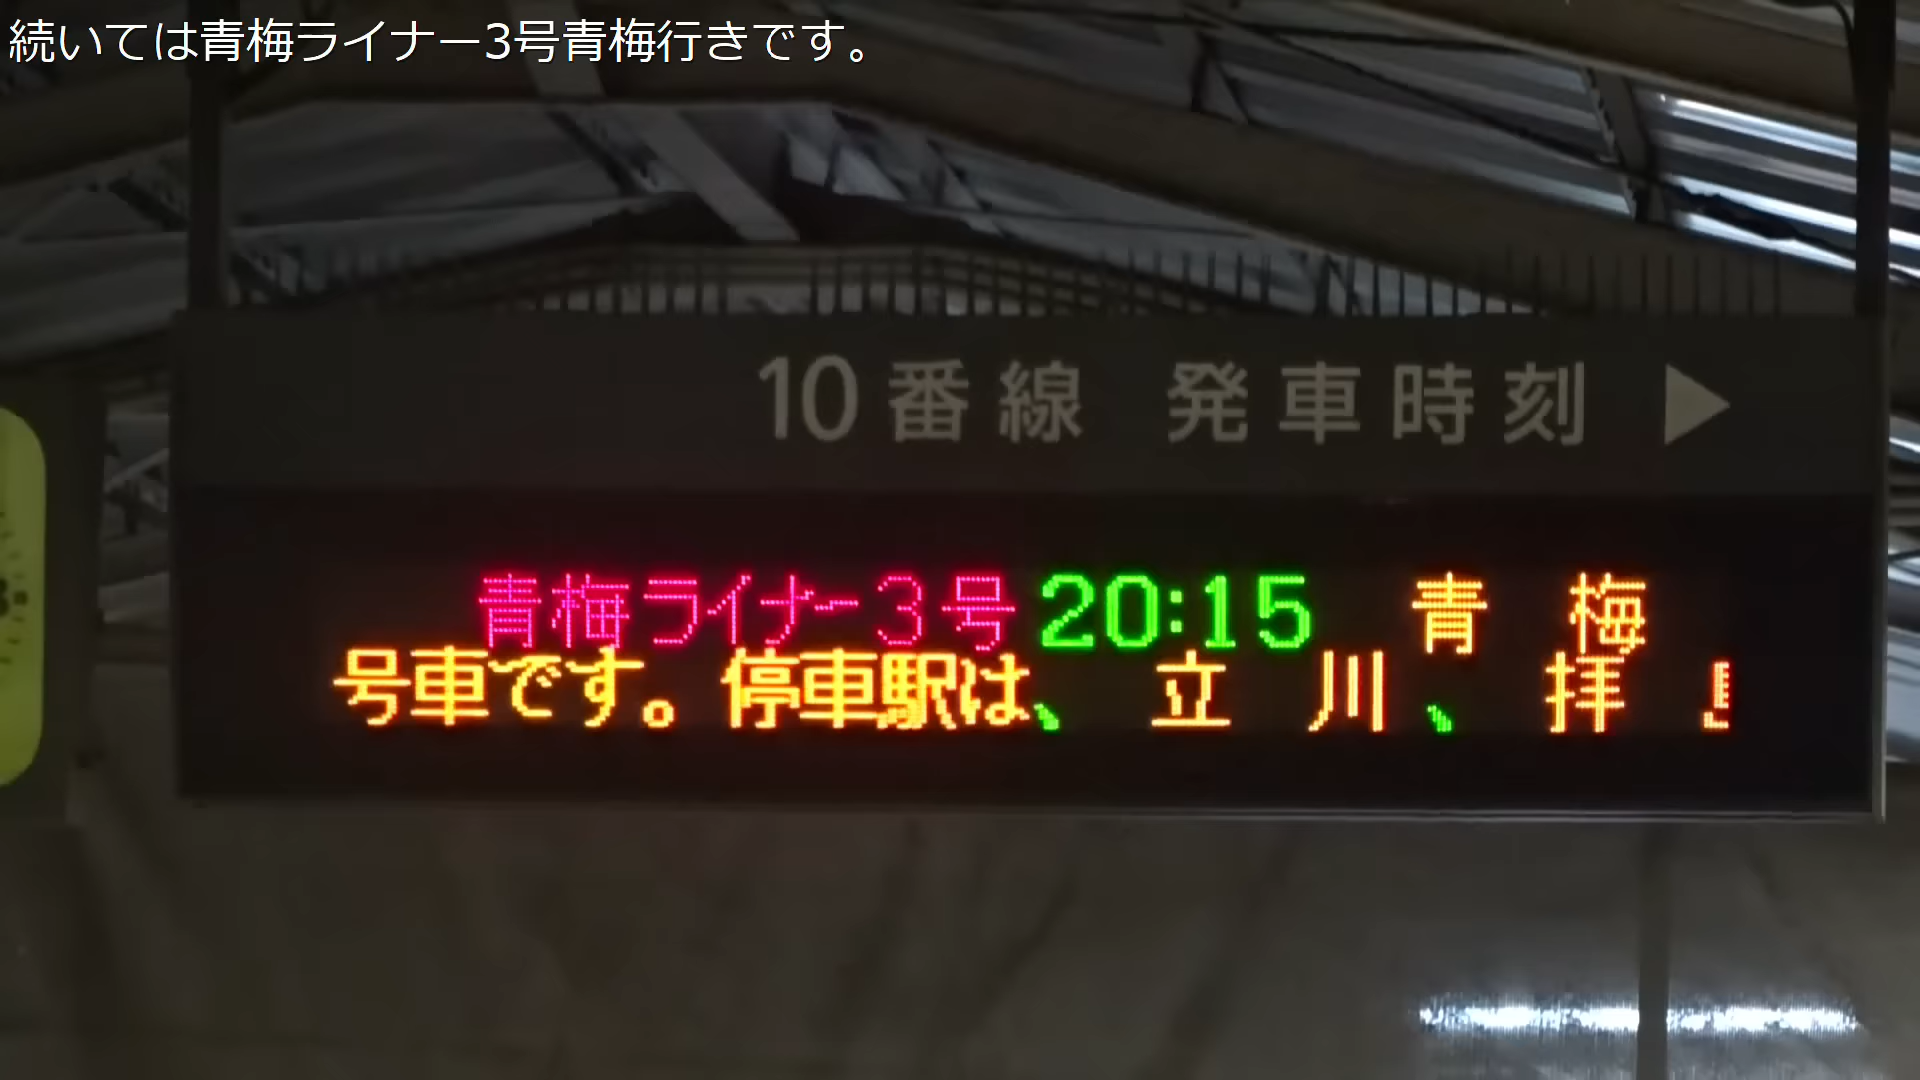 続いては青梅ライナー3号青梅行きです。
10番線 発車時刻 ▶
青梅ライナー3号 20:15 青梅
号車です。停車駅は、立川、拝